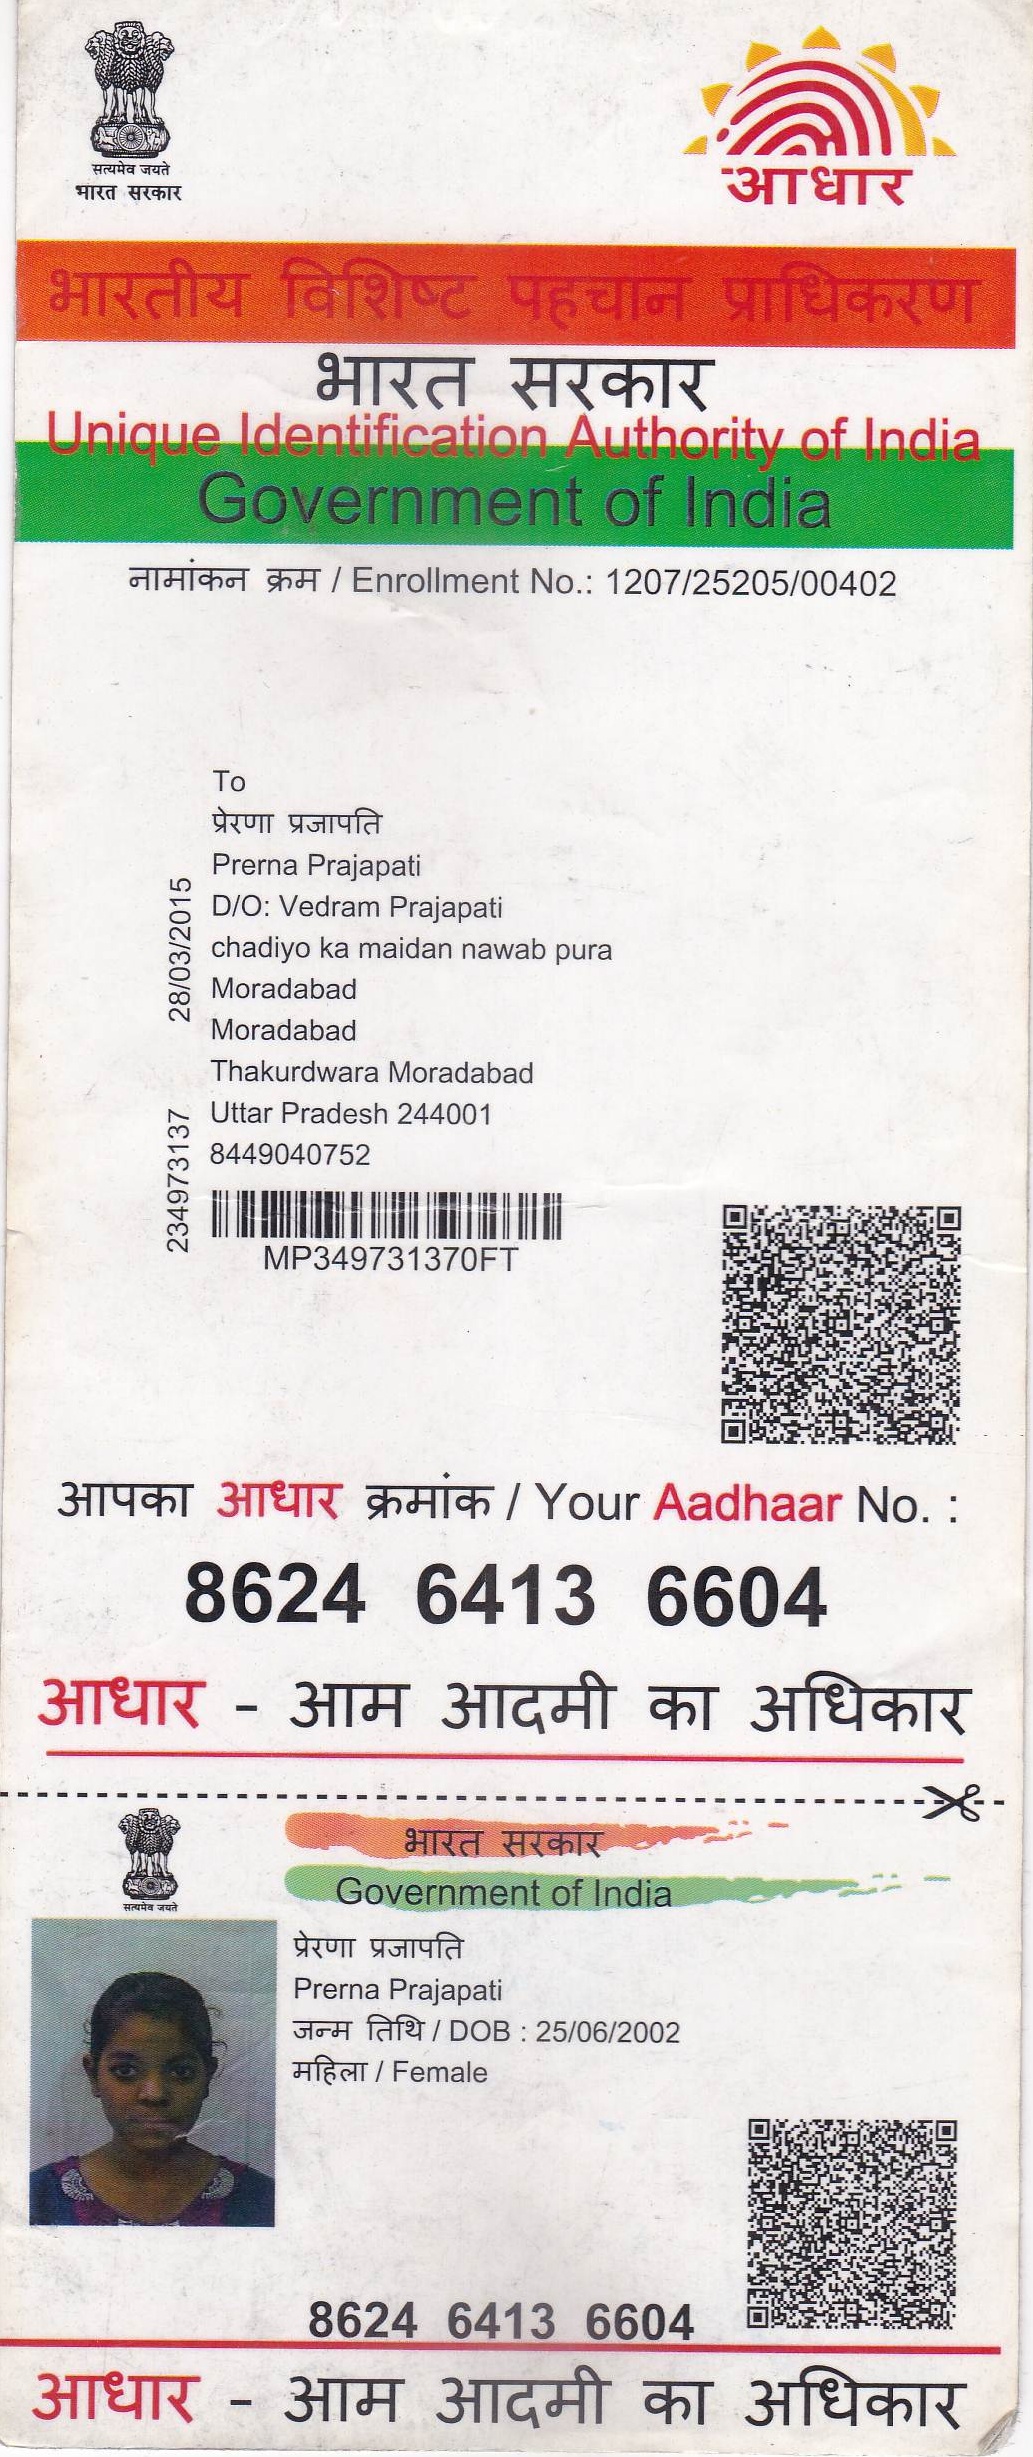 सत्यमेव जयते
भारत सरकार
आधार
भारतीय विशिष्ट पहचान प्राधिकरण
भारत सरकार
Unique Identification Authority of India
Government of India
नामांकन क्रम / Enrollment No.: 1207/25205/00402
To
प्रेरणा प्रजापति
Prerna Prajapati
D/O: Vedram Prajapati
chadiyo ka maidan nawab pura
Moradabad
Moradabad
Thakurdwara Moradabad
Uttar Pradesh 244001
8449040752
28/03/2015
234973137
MP349731370FT
आपका आधार क्रमांक / Your Aadhaar No. :
8624 6413 6604
आधार - आम आदमी का अधिकार
सत्यमेव जयते
भारत सरकार
Government of India
प्रेरणा प्रजापति
Prerna Prajapati
जन्म तिथि / DOB : 25/06/2002
महिला / Female
8624 6413 6604
आधार - आम आदमी का अधिकार